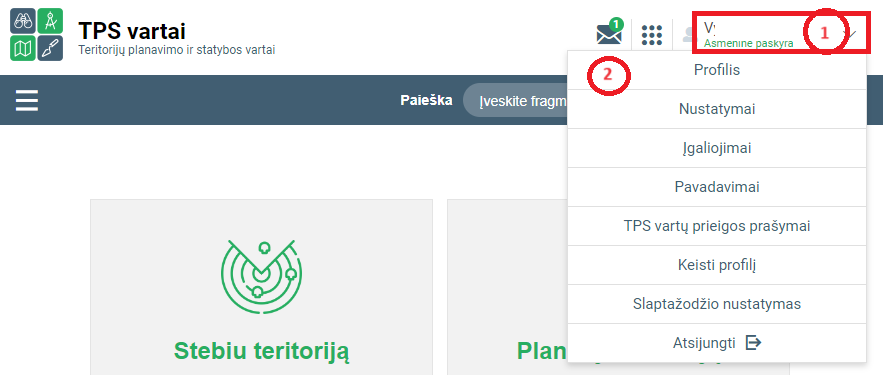 TPS vartai
Teritorijų planavimo ir statybos vartai
1
Vy
Asmeninė paskyra
1
Paieška
Įveskite fragm
2
Profilis
Nustatymai
Įgaliojimai
Pavadavimai
TPS vartų prieigos prašymai
Keisti profilį
Slaptažodžio nustatymas
Atsijungti
Stebiu teritoriją
Plan